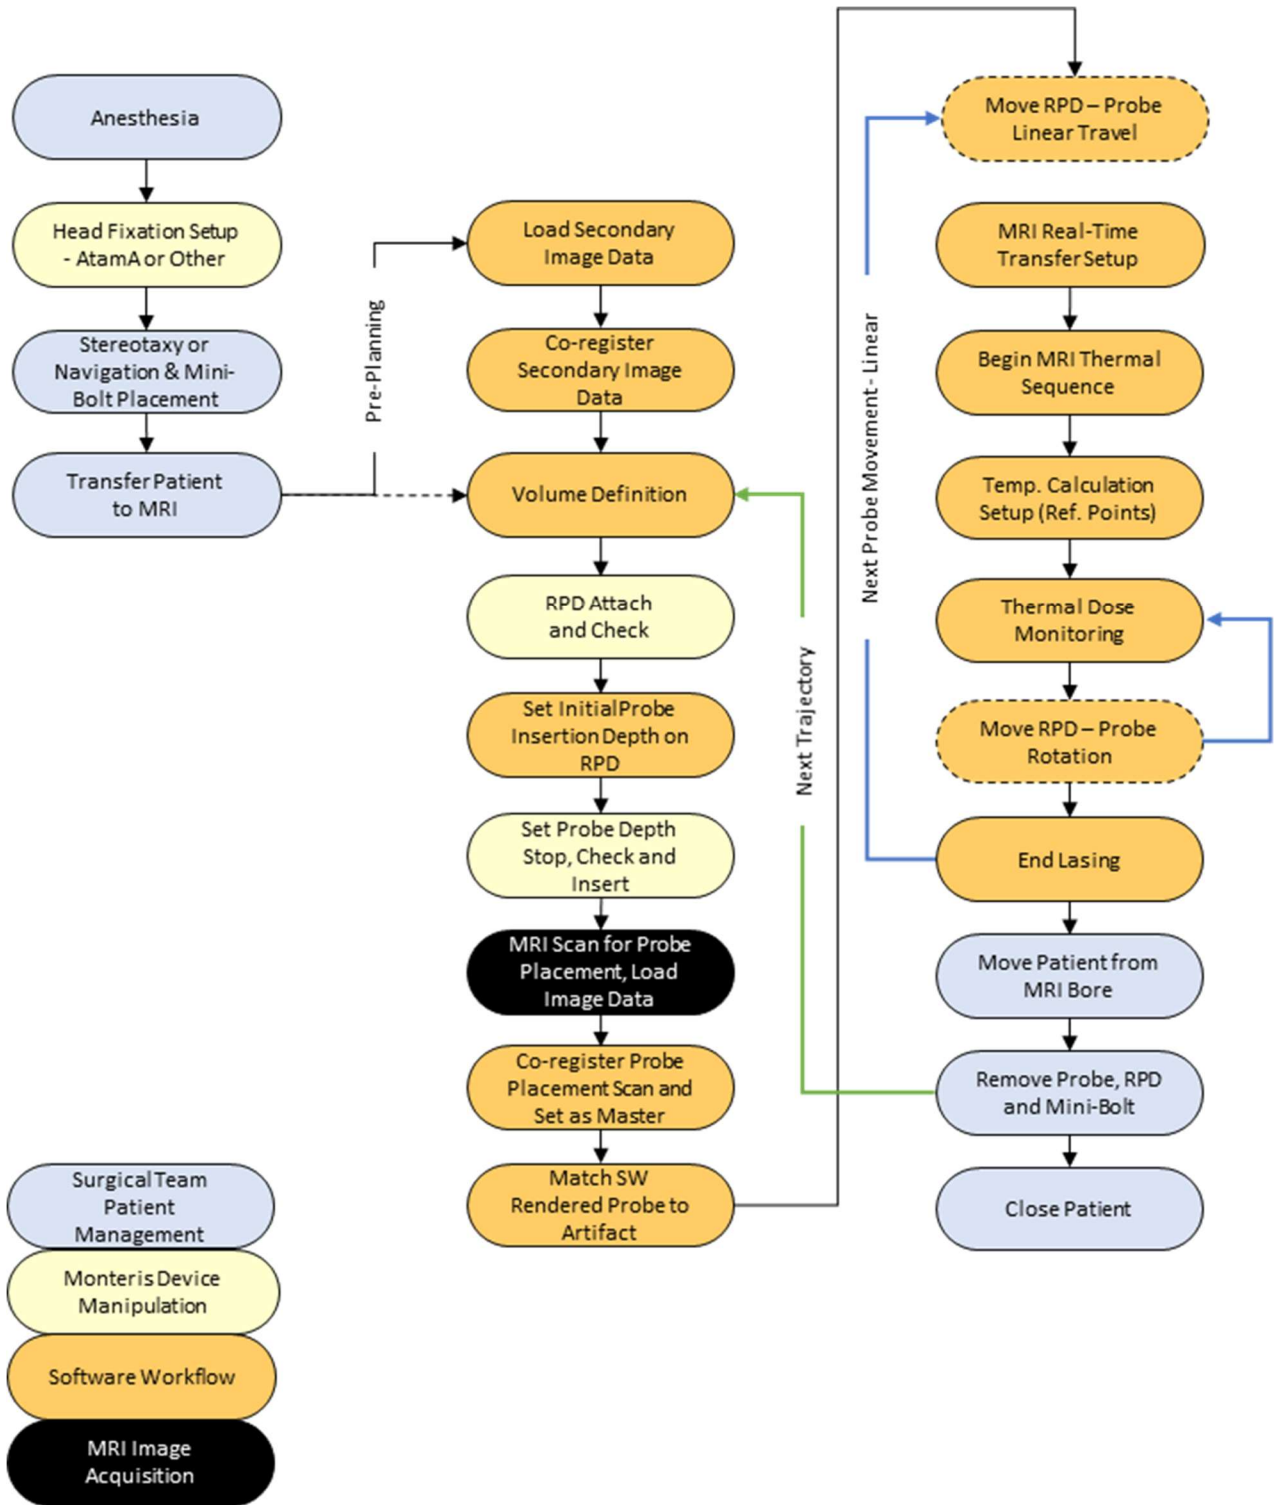 Anesthesia
Head Fixation Setup
- AtamA or Other
Stereotaxy or
Navigation & Mini-
Bolt Placement
Transfer Patient
to MRI
Pre-Planning
Load Secondary
Image Data
Co-register
Secondary Image
Data
Volume Definition
RPD Attach
and Check
Set Initial Probe
Insertion Depth on
RPD
Set Probe Depth
Stop, Check and
Insert
MRI Scan for Probe
Placement, Load
Image Data
Co-register Probe
Placement Scan and
Set as Master
Match SW
Rendered Probe to
Artifact
Next Trajectory
Next Probe Movement - Linear
Move RPD – Probe
Linear Travel
MRI Real-Time
Transfer Setup
Begin MRI Thermal
Sequence
Temp. Calculation
Setup (Ref. Points)
Thermal Dose
Monitoring
Move RPD – Probe
Rotation
End Lasing
Move Patient from
MRI Bore
Remove Probe, RPD
and Mini-Bolt
Close Patient
Surgical Team
Patient
Management
Monteris Device
Manipulation
Software Workflow
MRI Image
Acquisition